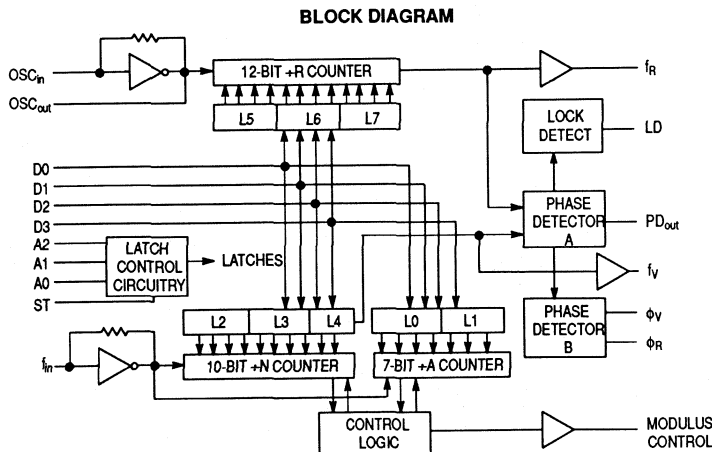 BLOCK DIAGRAM
OSCin
OSCout
12-BIT ÷R COUNTER
fR
L5 L6 L7
LOCK
DETECT
LD
D0
D1
D2
D3
A2
A1
A0
ST
LATCH
CONTROL
CIRCUITRY
LATCHES
PHASE
DETECTOR
A
PDout
fV
L2 L3 L4
L0 L1
PHASE
DETECTOR
B
ϕV
ϕR
fin
10-BIT ÷N COUNTER
7-BIT ÷A COUNTER
CONTROL
LOGIC
MODULUS
CONTROL